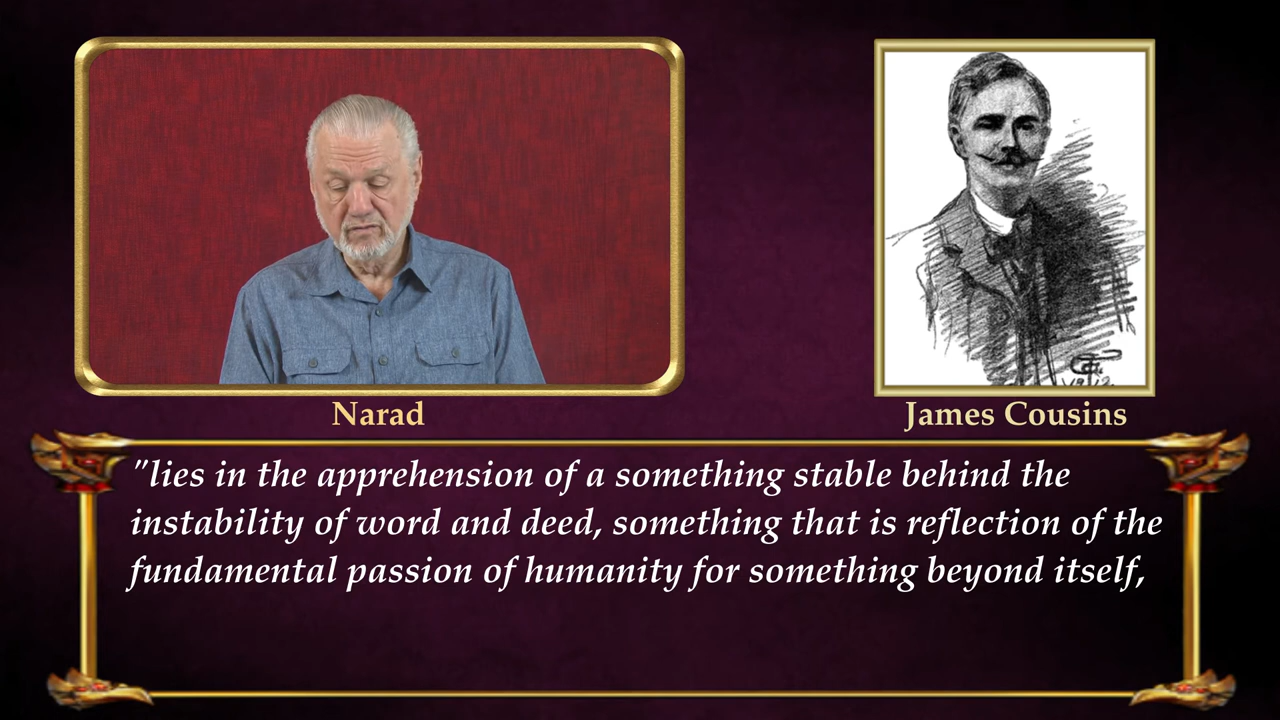 Narad
James Cousins
"lies in the apprehension of a something stable behind the
instability of word and deed, something that is reflection of the
fundamental passion of humanity for something beyond itself,